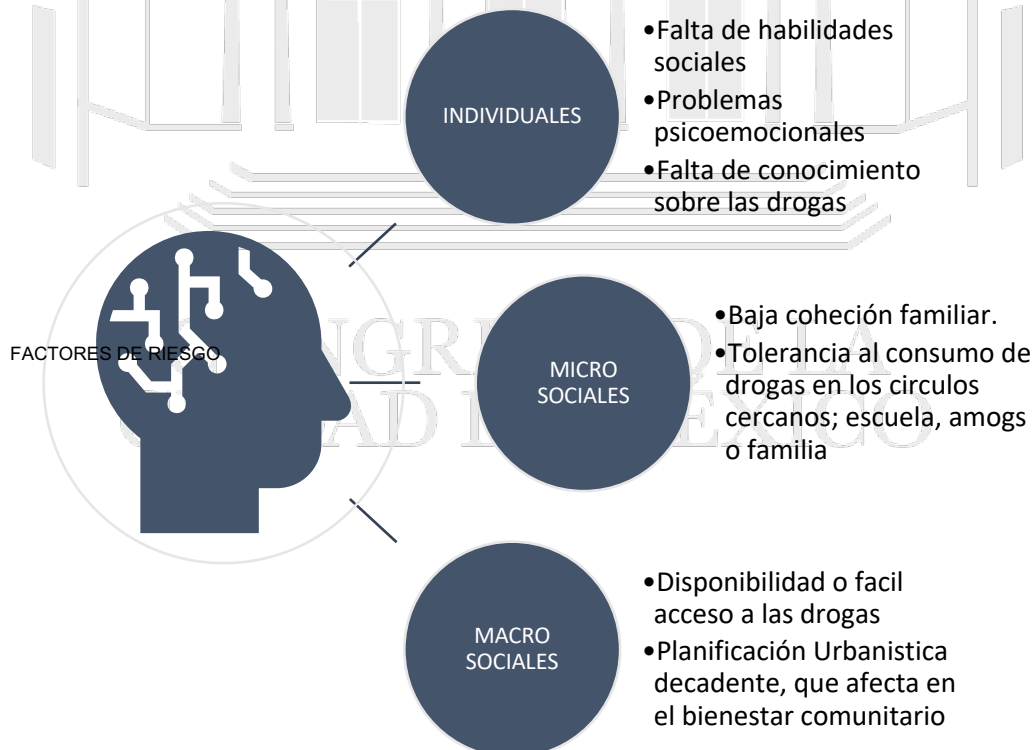 FACTORES DE RIESGO
INDIVIDUALES
•Falta de habilidades
sociales
•Problemas
psicoemocionales
•Falta de conocimiento
sobre las drogas
MICRO
SOCIALES
•Baja coheción familiar.
•Tolerancia al consumo de
drogas en los circulos
cercanos; escuela, amogs
o familia
MACRO
SOCIALES
•Disponibilidad o facil
acceso a las drogas
•Planificación Urbanistica
decadente, que afecta en
el bienestar comunitario